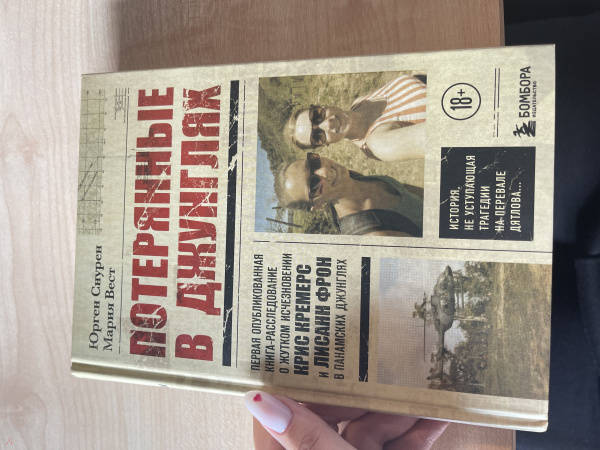 Юрген Снурен
Мария Вест
ПОТЕРЯННЫЕ
В ДЖУНГЛЯХ
ПЕРВАЯ ОПУБЛИКОВАННАЯ
КНИГА-РАССЛЕДОВАНИЕ
О ЖУТКОМ ИСЧЕЗНОВЕНИИ
КРИС КРЕМЕРС
И ЛИСАНН ФРОН
В ПАНАМСКИХ ДЖУНГЛЯХ
18+
БОМБОРА
ИЗДАТЕЛЬСТВО
ИСТОРИЯ,
НЕ УСТУПАЮЩАЯ
ТРАГЕДИИ
НА ПЕРЕВАЛЕ
ДЯТЛОВА...